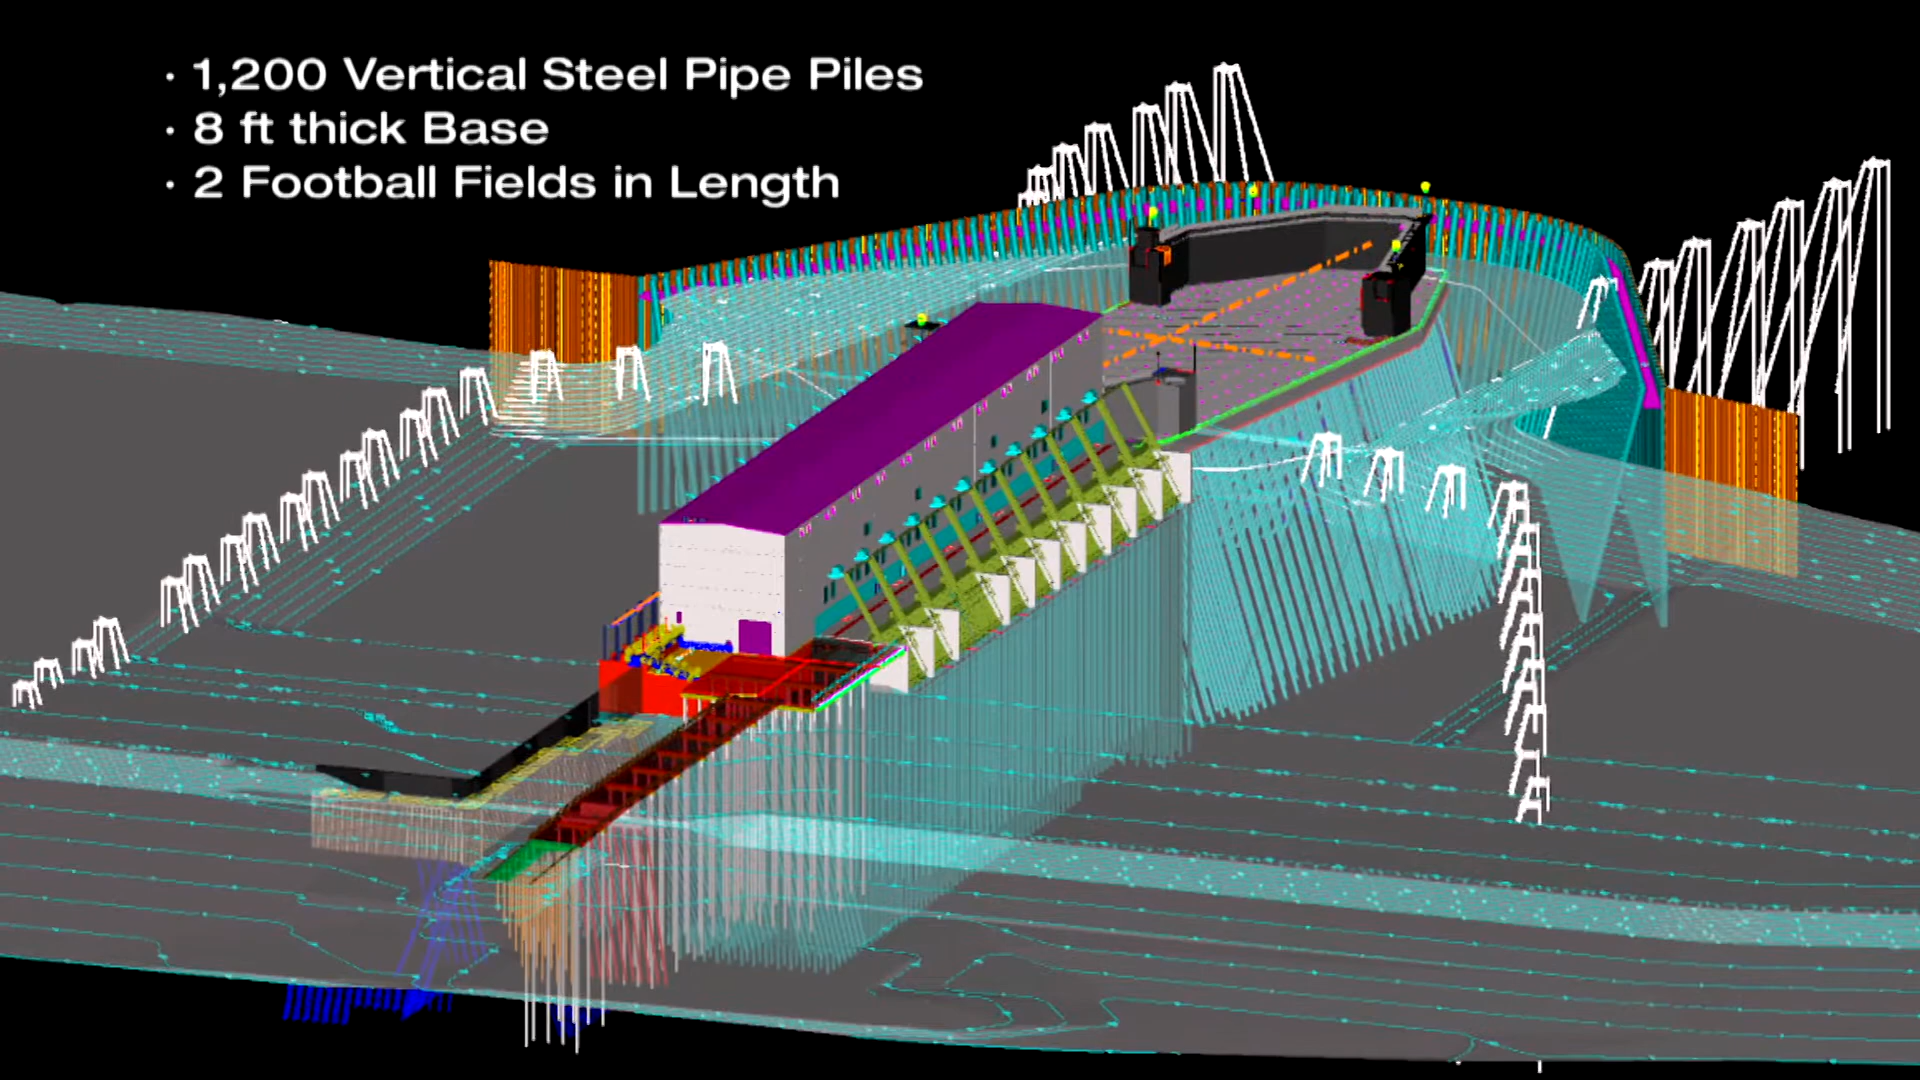 · 1,200 Vertical Steel Pipe Piles
· 8 ft thick Base
· 2 Football Fields in Length